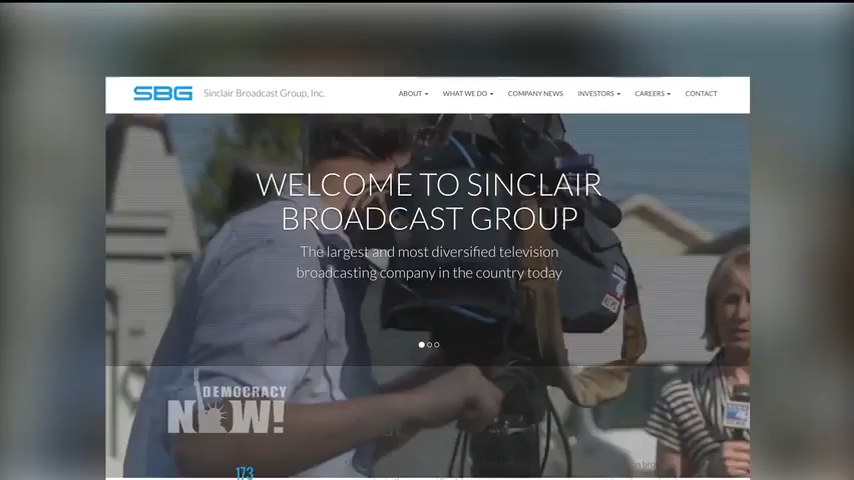 SBG Sinclair Broadcast Group, Inc. ABOUT WHAT WE DO COMPANY NEWS INVESTORS CAREERS CONTACT
WELCOME TO SINCLAIR
BROADCAST GROUP
The largest and most diversified television
broadcasting company in the country today
DEMOCRACY
NOW!
173